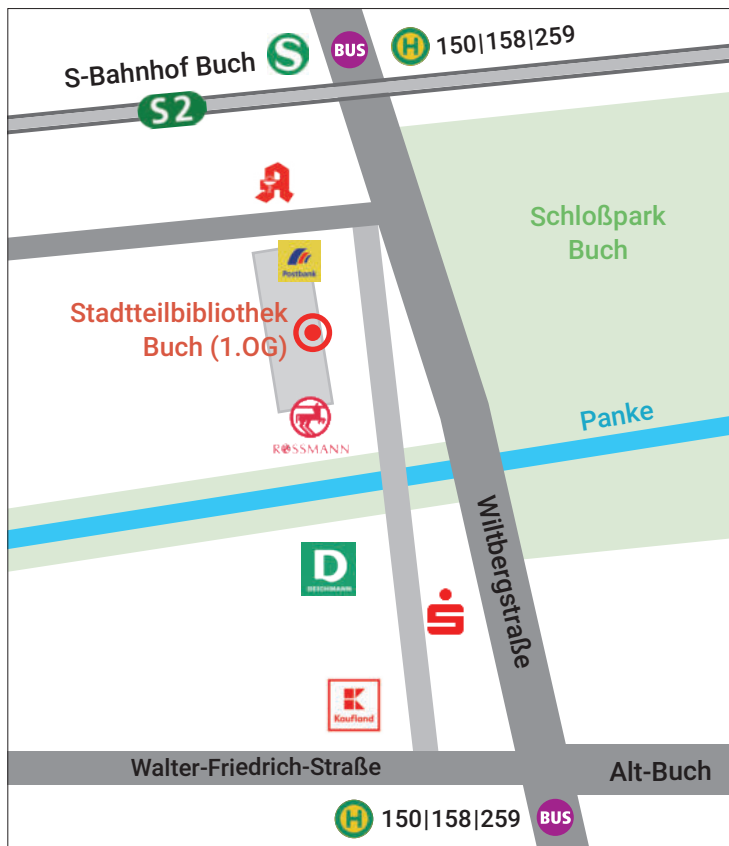 S-Bahnhof Buch
S
BUS
H
150|158|259
S2
A
Schloßpark
Buch
Postbank
Stadtteilbibliothek
Buch (1.OG)
ROSSMANN
Panke
Wiltbergstraße
D
DEICHMANN
S
K
Kaufland
Walter-Friedrich-Straße
Alt-Buch
H
150|158|259
BUS